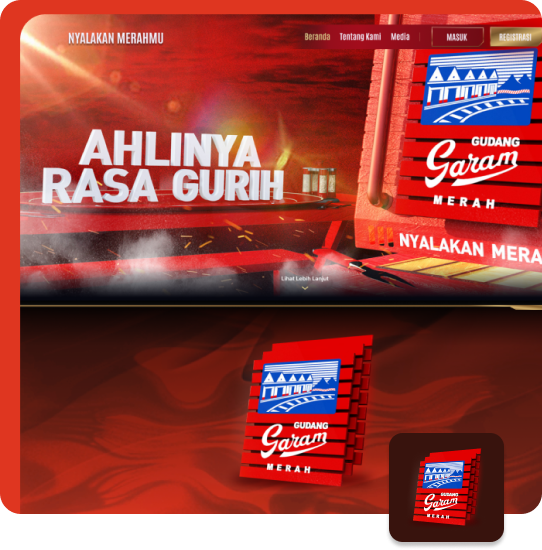 NYALAKAN MERAHMU
Beranda Tentang Kami Media MASUK REGISTRASI
GUDANG
Garam
MERAH
AHLINYA
RASA GURIH
NYALAKAN MERA
Lihat Lebih Lanjut
GUDANG
Garam
MERAH
GUDANG
Garam
MERAH